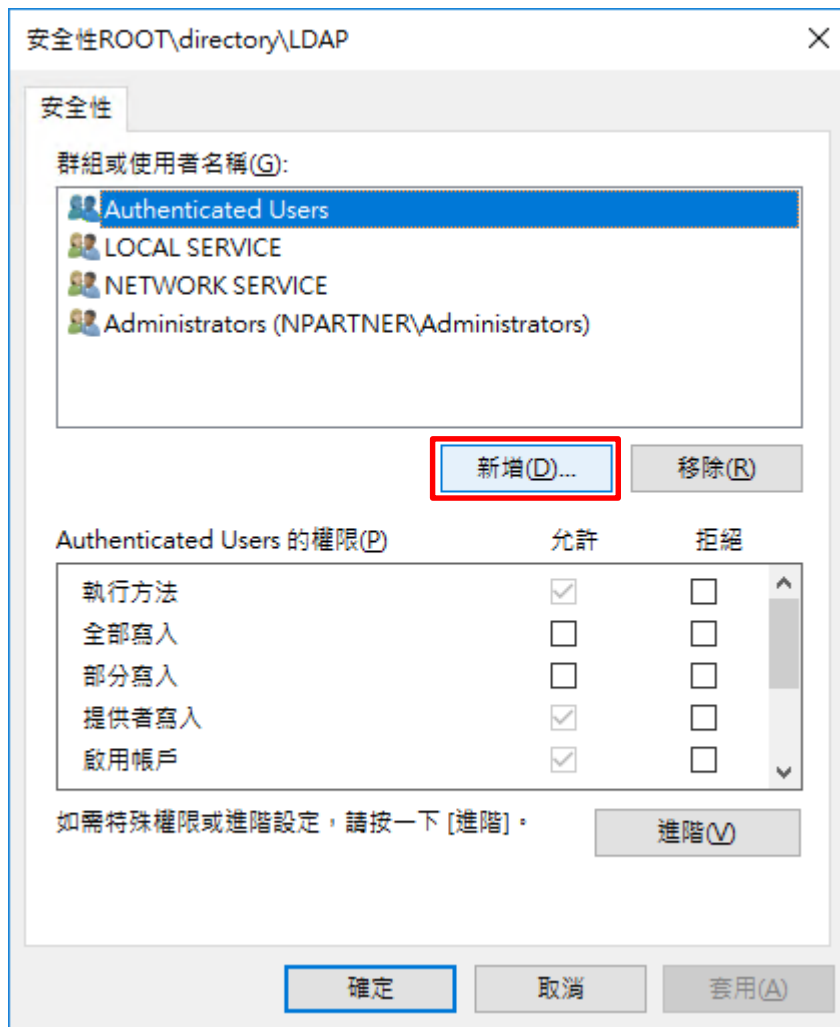 安全性ROOT\directory\LDAP
安全性
群組或使用者名稱(G):
Authenticated Users
LOCAL SERVICE
NETWORK SERVICE
Administrators (NPARTNER\Administrators)
新增(D)... 移除(R)
Authenticated Users 的權限(P) 允許 拒絕
執行方法
全部寫入
部分寫入
提供者寫入
啟用帳戶
如需特殊權限或進階設定，請按一下 [進階]。 進階(V)
確定 取消 套用(A)